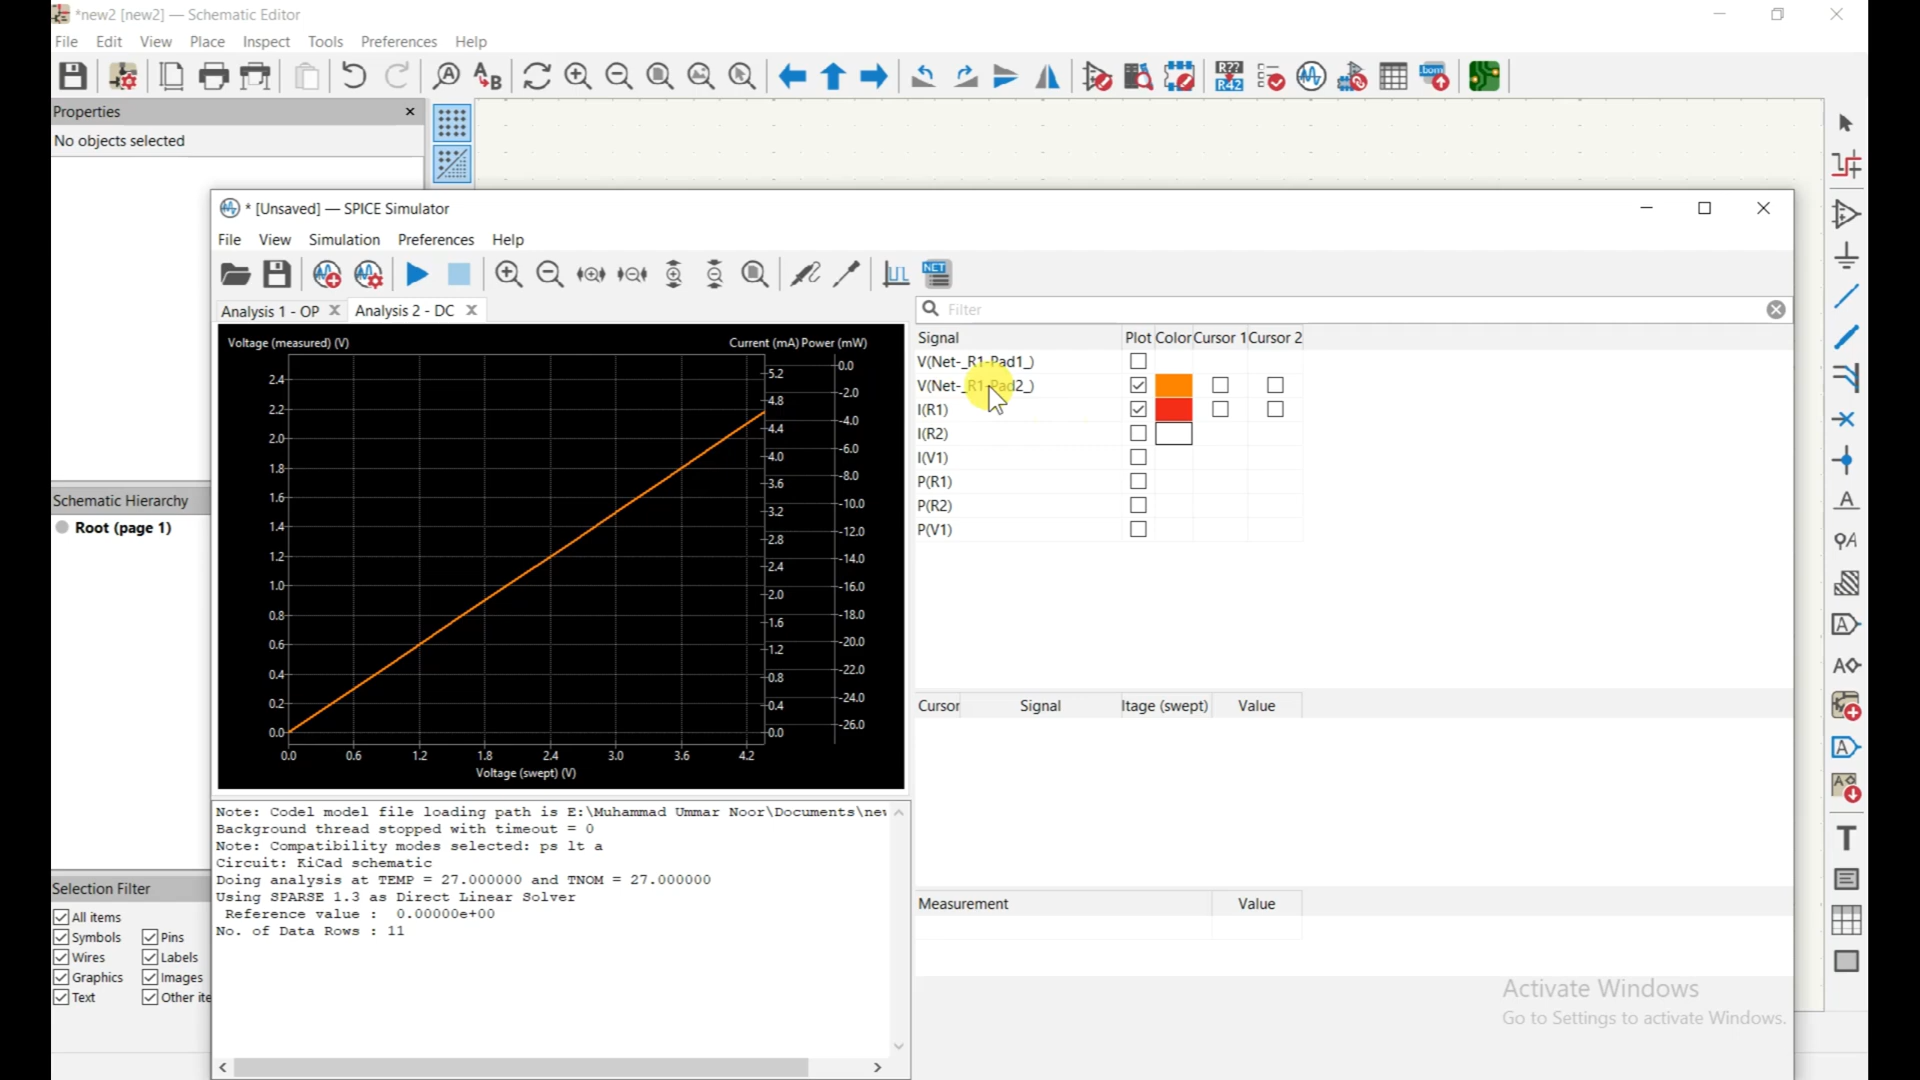 *new2 [new2] — Schematic Editor
File Edit View Place Inspect Tools Preferences Help
Properties
No objects selected
* [Unsaved] — SPICE Simulator
File View Simulation Preferences Help
Analysis 1 - OP Analysis 2 - DC
Filter
Voltage (measured) (V) Current (mA) Power (mW)
2.4
2.2
2.0
1.8
1.6
1.4
1.2
1.0
0.8
0.6
0.4
0.2
0.0
5.2
4.8
4.4
4.0
3.6
3.2
2.8
2.4
2.0
1.6
1.2
0.8
0.4
0.0
0.0
-2.0
-4.0
-6.0
-8.0
-10.0
-12.0
-14.0
-16.0
-18.0
-20.0
-22.0
-24.0
-26.0
0.0 0.6 1.2 1.8 2.4 3.0 3.6 4.2
Voltage (swept) (V)
Signal Plot Color Cursor 1 Cursor 2
V(Net-_R1-Pad1_)
V(Net-_R1-Pad2_)
I(R1)
I(R2)
I(V1)
P(R1)
P(R2)
P(V1)
Cursor Signal ltage (swept) Value
Measurement Value
Schematic Hierarchy
Root (page 1)
Note: Codel model file loading path is E:\Muhammad Ummar Noor\Documents\new
Background thread stopped with timeout = 0
Note: Compatibility modes selected: ps lt a
Circuit: KiCad schematic
Doing analysis at TEMP = 27.000000 and TNOM = 27.000000
Using SPARSE 1.3 as Direct Linear Solver
Reference value : 0.00000e+00
No. of Data Rows : 11
Selection Filter
All items
Symbols Pins
Wires Labels
Graphics Images
Text Other ite
Activate Windows
Go to Settings to activate Windows.